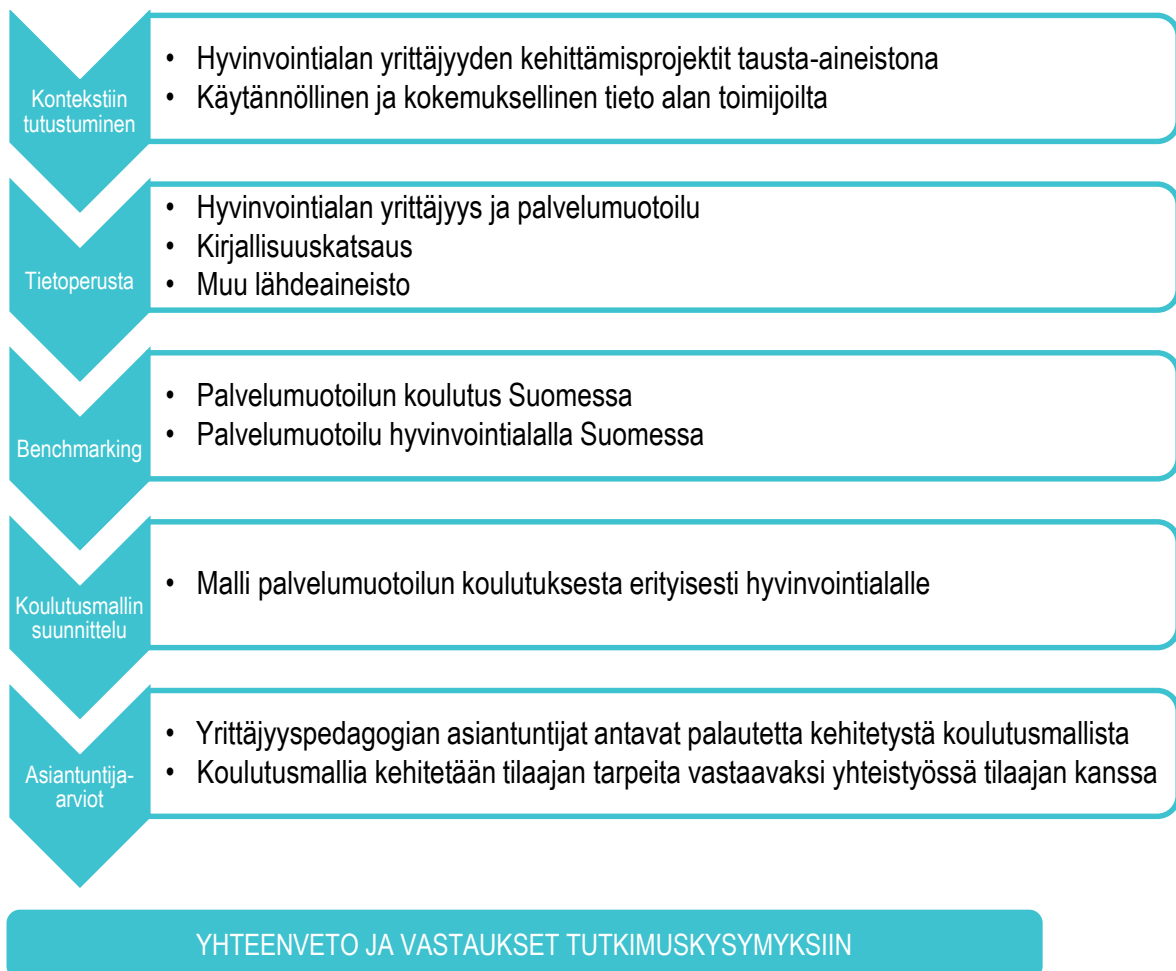 Kontekstiin
tutustuminen
• Hyvinvointialan yrittäjyyden kehittämisprojektit tausta-aineistona
• Käytännöllinen ja kokemuksellinen tieto alan toimijoilta
Tietoperusta
• Hyvinvointialan yrittäjyys ja palvelumuotoilu
• Kirjallisuuskatsaus
• Muu lähdeaineisto
Benchmarking
• Palvelumuotoilun koulutus Suomessa
• Palvelumuotoilu hyvinvointialalla Suomessa
Koulutusmallin
suunnittelu
• Malli palvelumuotoilun koulutuksesta erityisesti hyvinvointialalle
Asiantuntija-
arviot
• Yrittäjyyspedagogian asiantuntijat antavat palautetta kehitetystä koulutusmallista
• Koulutusmallia kehitetään tilaajan tarpeita vastaavaksi yhteistyössä tilaajan kanssa
YHTEENVETO JA VASTAUKSET TUTKIMUSKYSYMYKSIIN